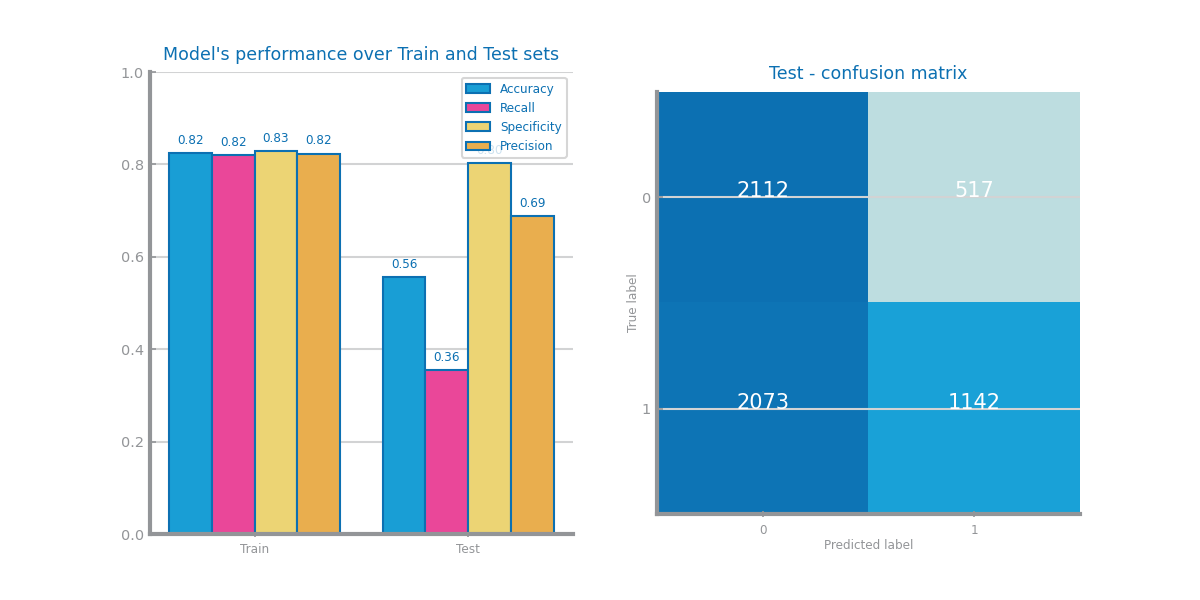 Model's performance over Train and Test sets
1.0
0.8
0.6
0.4
0.2
0.0
0.82
0.82
0.83
0.82
0.56
0.36
0.69
Accuracy
Recall
Specificity
Precision
Train
Test
Test - confusion matrix
True label
0
1
2112
517
2073
1142
0
1
Predicted label